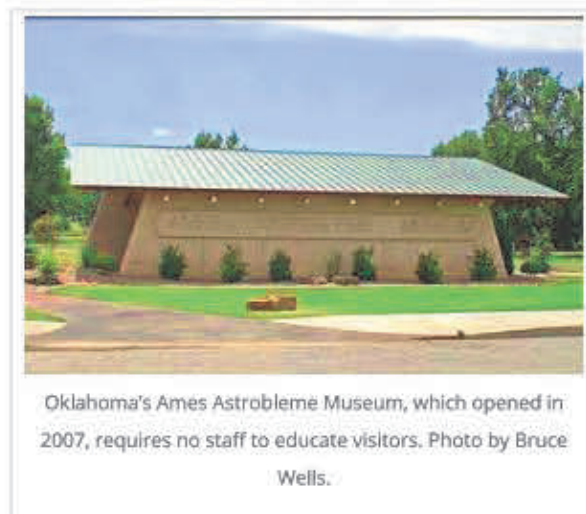 Oklahoma's Ames Astrobleme Museum, which opened in
2007, requires no staff to educate visitors. Photo by Bruce
Wells.